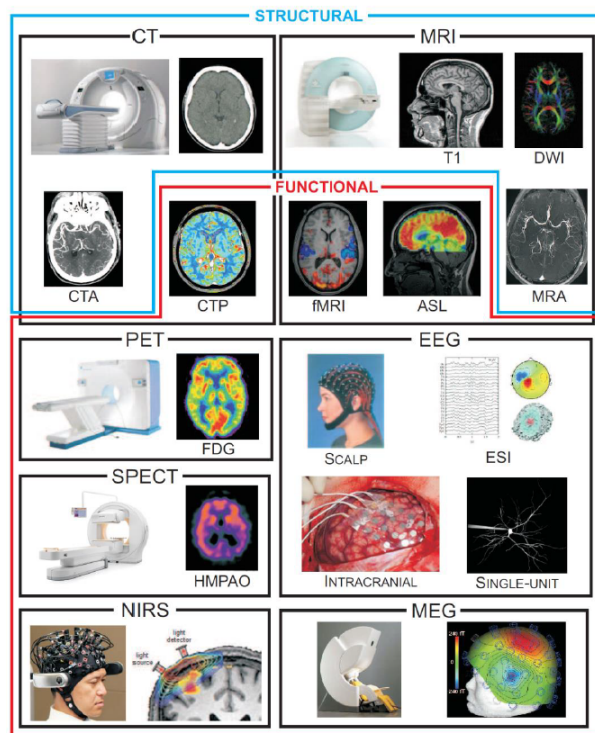 STRUCTURAL
CT
MRI
T1
DWI
FUNCTIONAL
CTA
CTP
fMRI
ASL
MRA
PET
EEG
FDG
SCALP
ESI
SPECT
HMPAO
INTRACRANIAL
SINGLE-UNIT
NIRS
MEG
light
detector
light
source